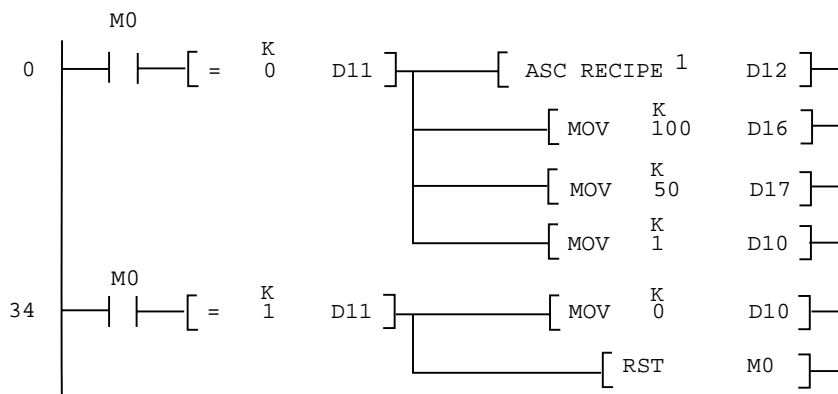 M0
K
0 = 0 D11 ASC RECIPE 1 D12
K
MOV 100 D16
K
MOV 50 D17
K
MOV 1 D10
M0
K K
34 = 1 D11 MOV 0 D10
RST M0